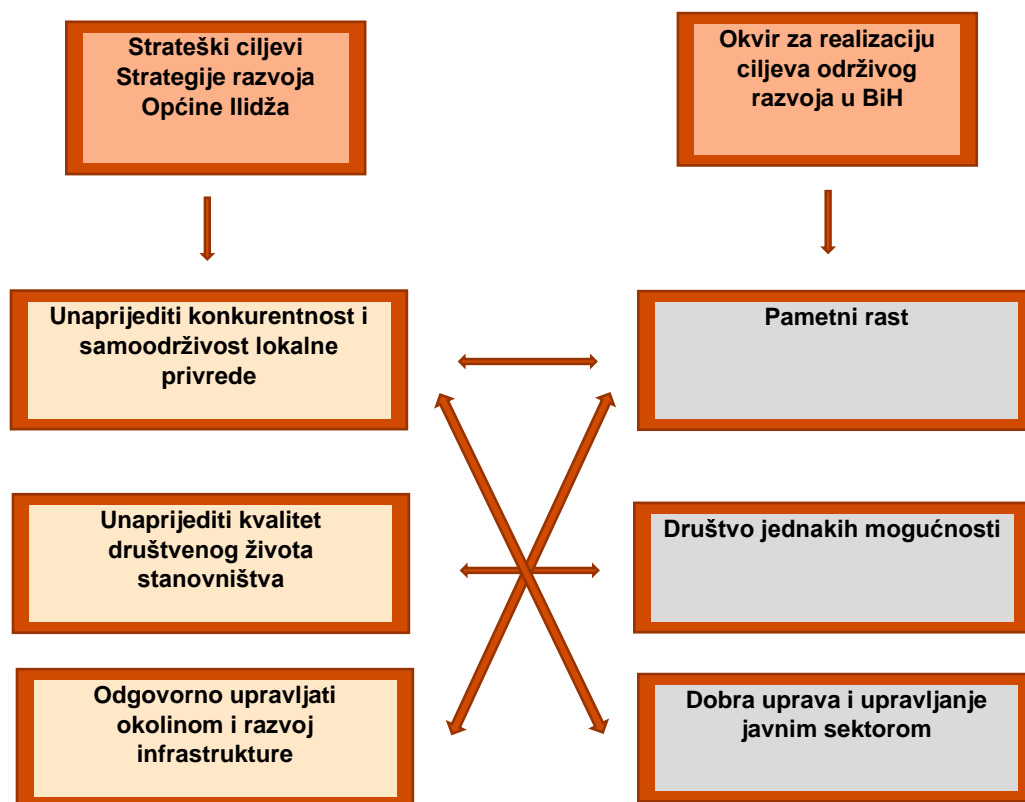 Strateški ciljevi
Strategije razvoja
Općine Ilidža
Okvir za realizaciju
ciljeva održivog
razvoja u BiH
Unaprijediti konkurentnost i
samoodrživost lokalne
privrede
Pametni rast
Unaprijediti kvalitet
društvenog života
stanovništva
Društvo jednakih mogućnosti
Odgovorno upravljati
okolinom i razvoj
infrastrukture
Dobra uprava i upravljanje
javnim sektorom